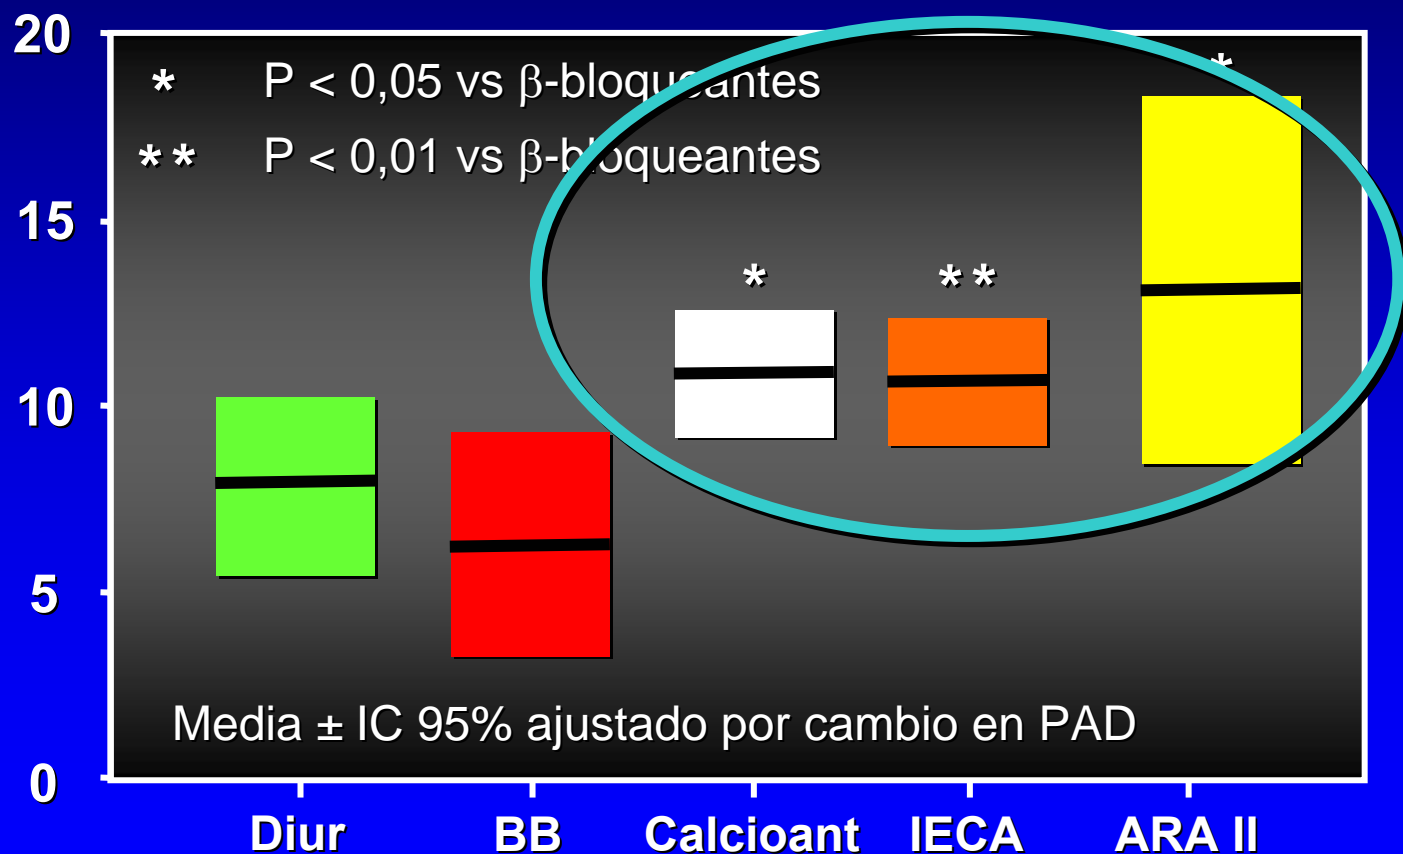 20
* P < 0,05 vs β-bloqueantes
** P < 0,01 vs β-bloqueantes
*
15
* **
10
5
Media ± IC 95% ajustado por cambio en PAD
0
Diur BB Calcioant IECA ARA II